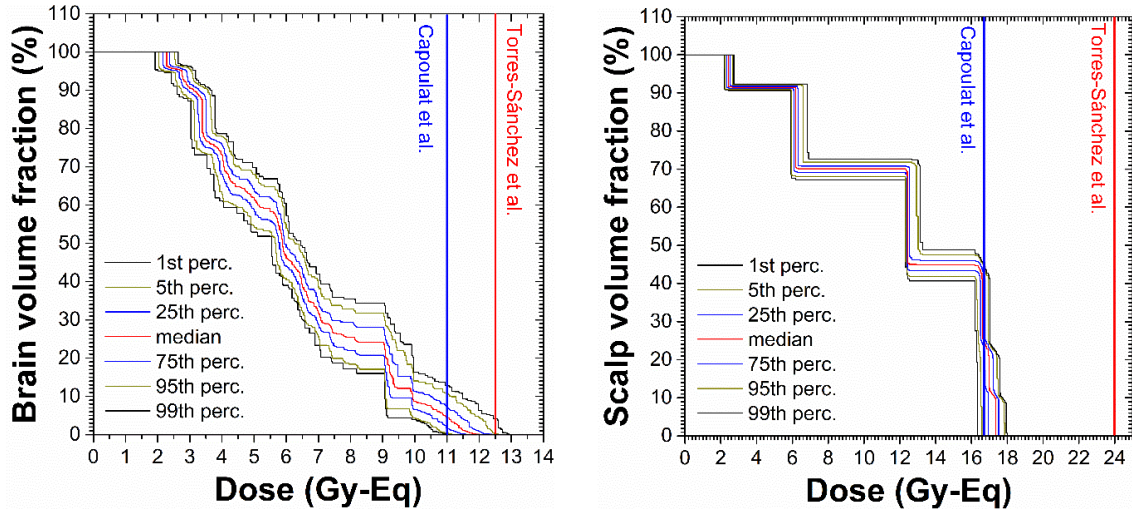 110
100
90
80
70
60
50
40
30
20
10
0
Brain volume fraction (%)
Capoulat et al.
Torres-Sánchez et al.
1st perc.
5th perc.
25th perc.
median
75th perc.
95th perc.
99th perc.
0 1 2 3 4 5 6 7 8 9 10 11 12 13 14
Dose (Gy-Eq)
110
100
90
80
70
60
50
40
30
20
10
0
Scalp volume fraction (%)
Capoulat et al.
Torres-Sánchez et al.
1st perc.
5th perc.
25th perc.
median
75th perc.
95th perc.
99th perc.
0 2 4 6 8 10 12 14 16 18 20 22 24
Dose (Gy-Eq)